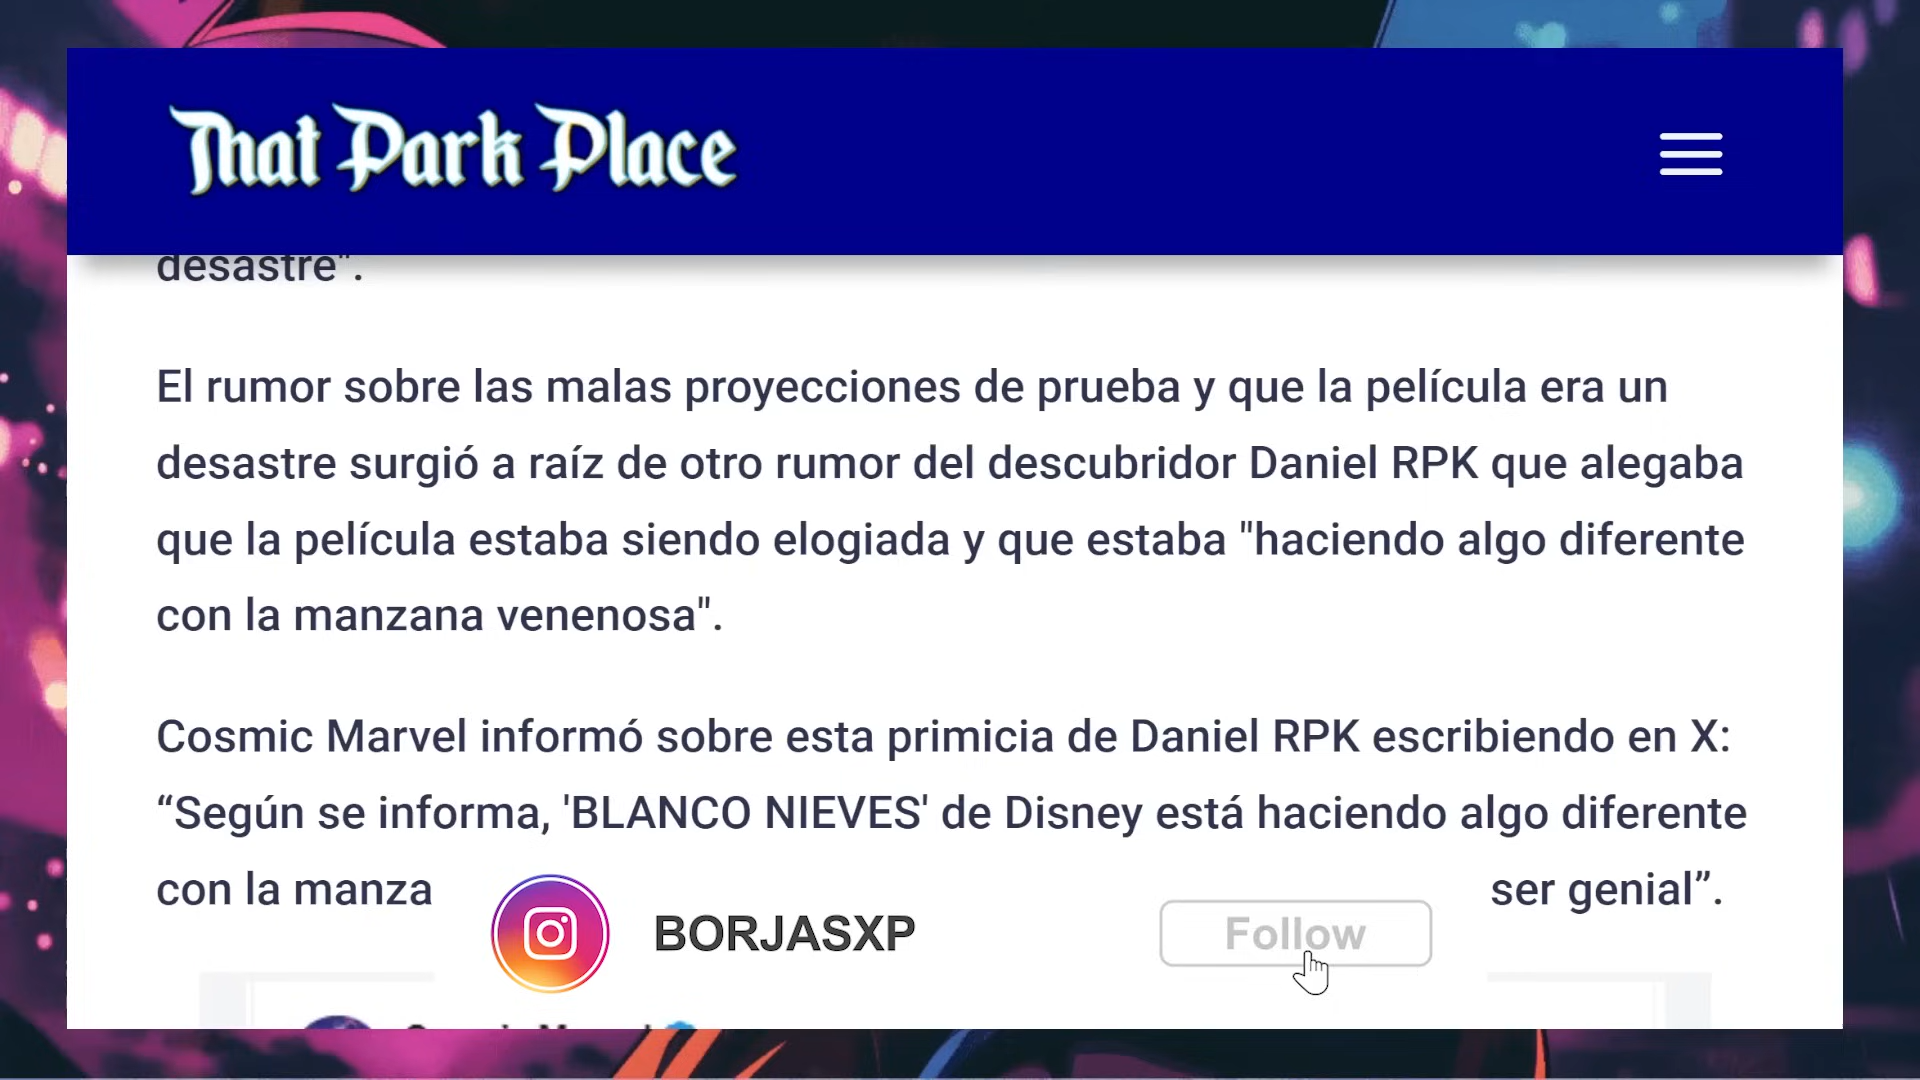 That Park Place
desastre".
El rumor sobre las malas proyecciones de prueba y que la película era un
desastre surgió a raíz de otro rumor del descubridor Daniel RPK que alegaba
que la película estaba siendo elogiada y que estaba "haciendo algo diferente
con la manzana venenosa".
Cosmic Marvel informó sobre esta primicia de Daniel RPK escribiendo en X:
“Según se informa, 'BLANCO NIEVES' de Disney está haciendo algo diferente
con la manza ser genial”.
BORJASXP Follow